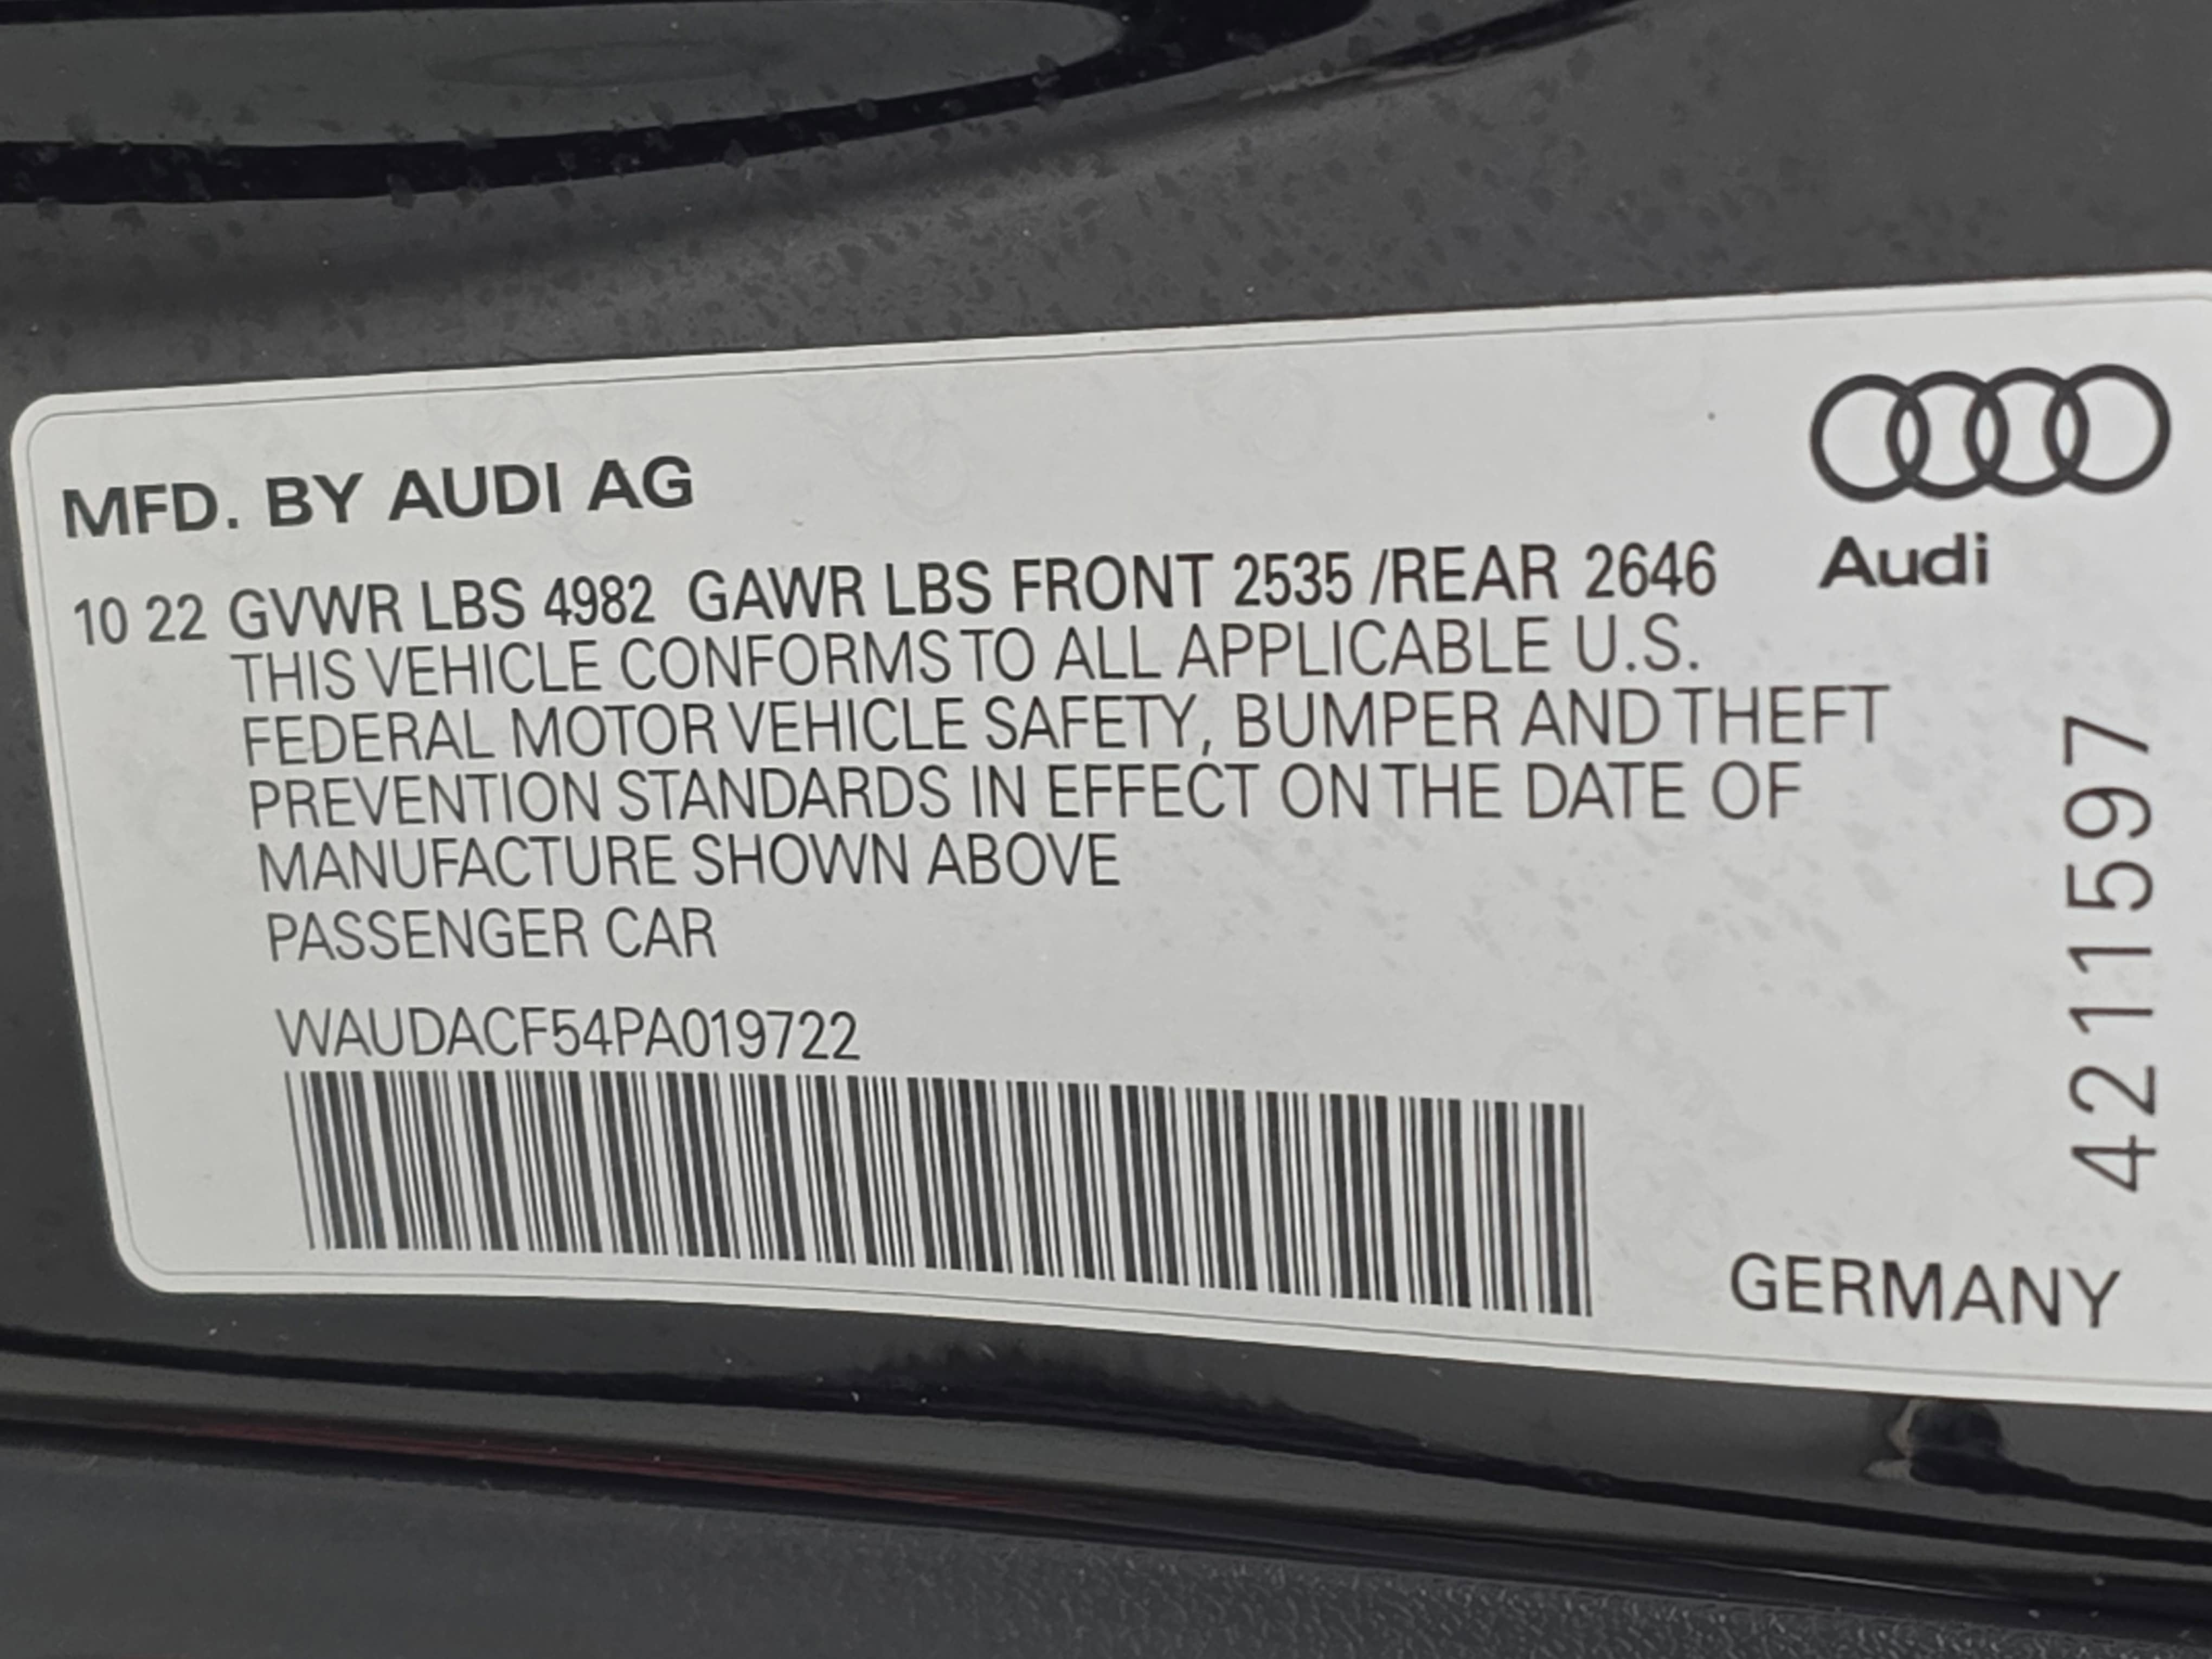 MFD. BY AUDI AG
Audi
10 22 GVWR LBS 4982 GAWR LBS FRONT 2535 /REAR 2646
THIS VEHICLE CONFORMS TO ALL APPLICABLE U.S.
FEDERAL MOTOR VEHICLE SAFETY, BUMPER AND THEFT
PREVENTION STANDARDS IN EFFECT ON THE DATE OF
MANUFACTURE SHOWN ABOVE
PASSENGER CAR
WAUDACF54PA019722
4211597
GERMANY